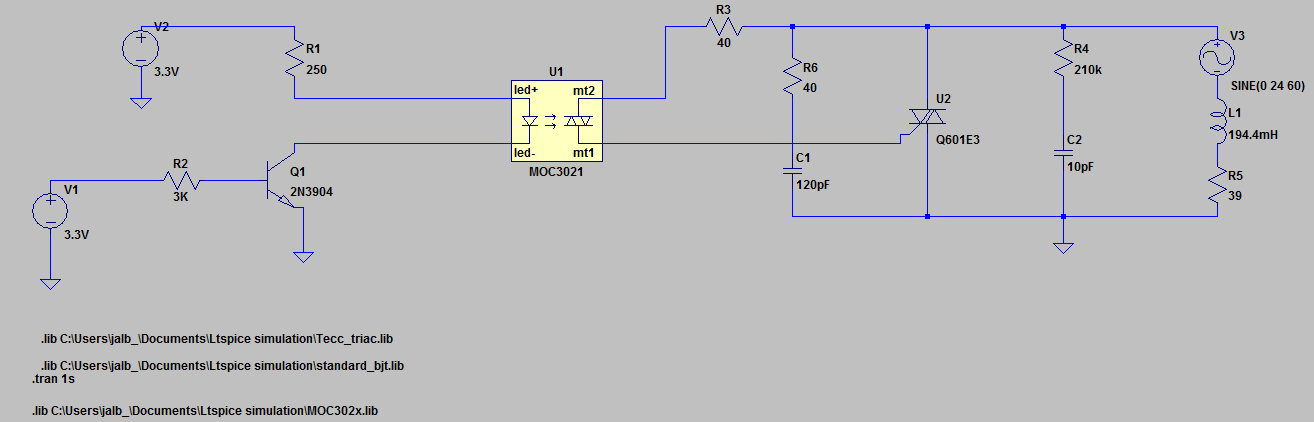 V2
3.3V
R1
250
R2
3K
V1
3.3V
Q1
2N3904
U1
led+
mt2
led-
mt1
MOC3021
R3
40
R6
40
C1
120pF
U2
Q601E3
R4
210k
C2
10pF
V3
SINE(0 24 60)
L1
194.4mH
R5
39
.lib C:\Users\jalb_\Documents\Ltspice simulation\Tecc_triac.lib
.lib C:\Users\jalb_\Documents\Ltspice simulation\standard_bjt.lib
.tran 1s
.lib C:\Users\jalb_\Documents\Ltspice simulation\MOC302x.lib